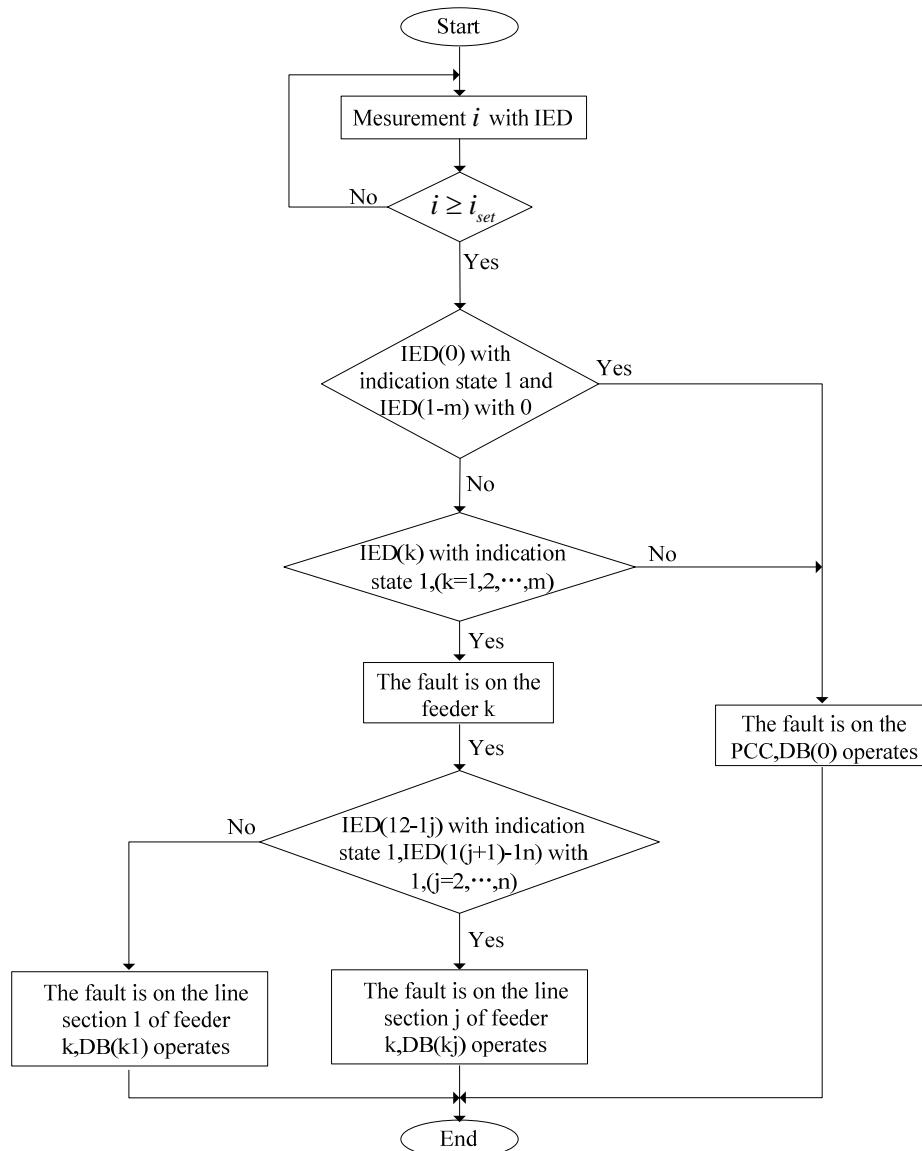 Start
Mesurement i with IED
No
i ≥ i_set
Yes
IED(0) with
indication state 1 and
IED(1-m) with 0
Yes
No
IED(k) with indication
state 1,(k=1,2,⋯,m)
No
Yes
The fault is on the
feeder k
The fault is on the
PCC,DB(0) operates
Yes
No
IED(12-1j) with indication
state 1,IED(1(j+1)-1n) with
1,(j=2,⋯,n)
Yes
The fault is on the line
section 1 of feeder
k,DB(k1) operates
The fault is on the line
section j of feeder
k,DB(kj) operates
End